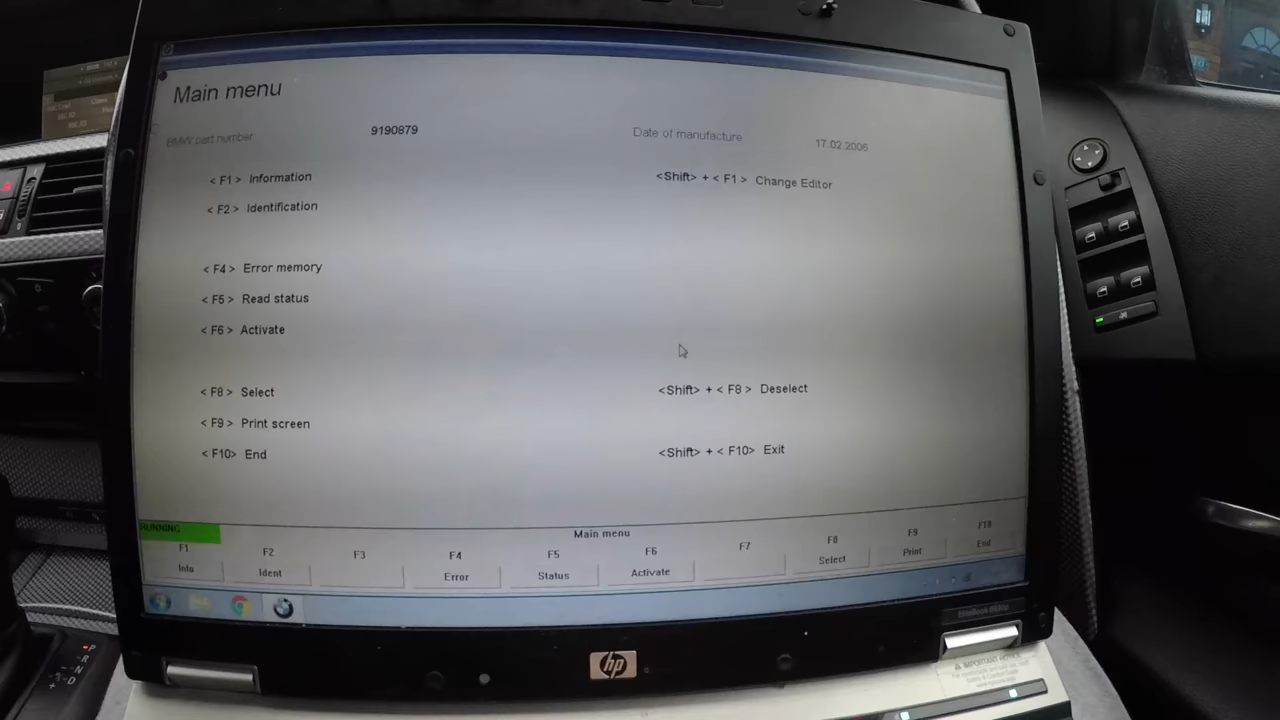 Main menu
BMW part number 9190879 Date of manufacture 17.02.2006
< F1 > Information <Shift> + < F1 > Change Editor
< F2 > Identification
< F4 > Error memory
< F5 > Read status
< F6 > Activate
< F8 > Select <Shift> + < F8 > Deselect
< F9 > Print screen
< F10> End <Shift> + < F10> Exit
RUNNING Main menu
F1 F2 F3 F4 F5 F6 F7 F8 F9 F10
Info Ident Error Status Activate Select Print End
EliteBook
hp
IMPORTANT NOTICE
P
R
N
D